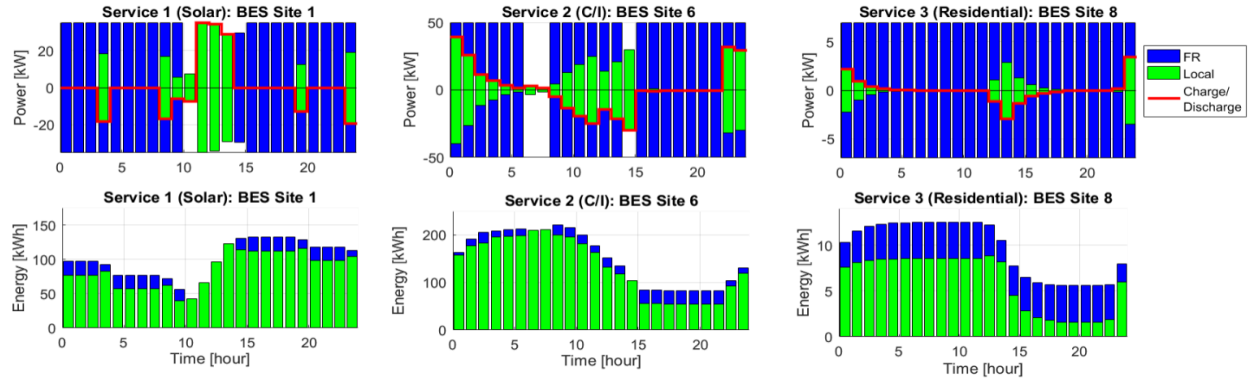 Service 1 (Solar): BES Site 1
Service 2 (C/I): BES Site 6
Service 3 (Residential): BES Site 8
Power [kW]
20
0
-20
0
5
10
15
20
Power [kW]
50
0
-50
0
5
10
15
20
Power [kW]
5
0
-5
0
5
10
15
20
FR
Local
Charge/
Discharge
Service 1 (Solar): BES Site 1
Service 2 (C/I): BES Site 6
Service 3 (Residential): BES Site 8
Energy [kWh]
150
100
50
0
0
5
10
15
20
Time [hour]
Energy [kWh]
200
100
0
0
5
10
15
20
Time [hour]
Energy [kWh]
10
5
0
0
5
10
15
20
Time [hour]